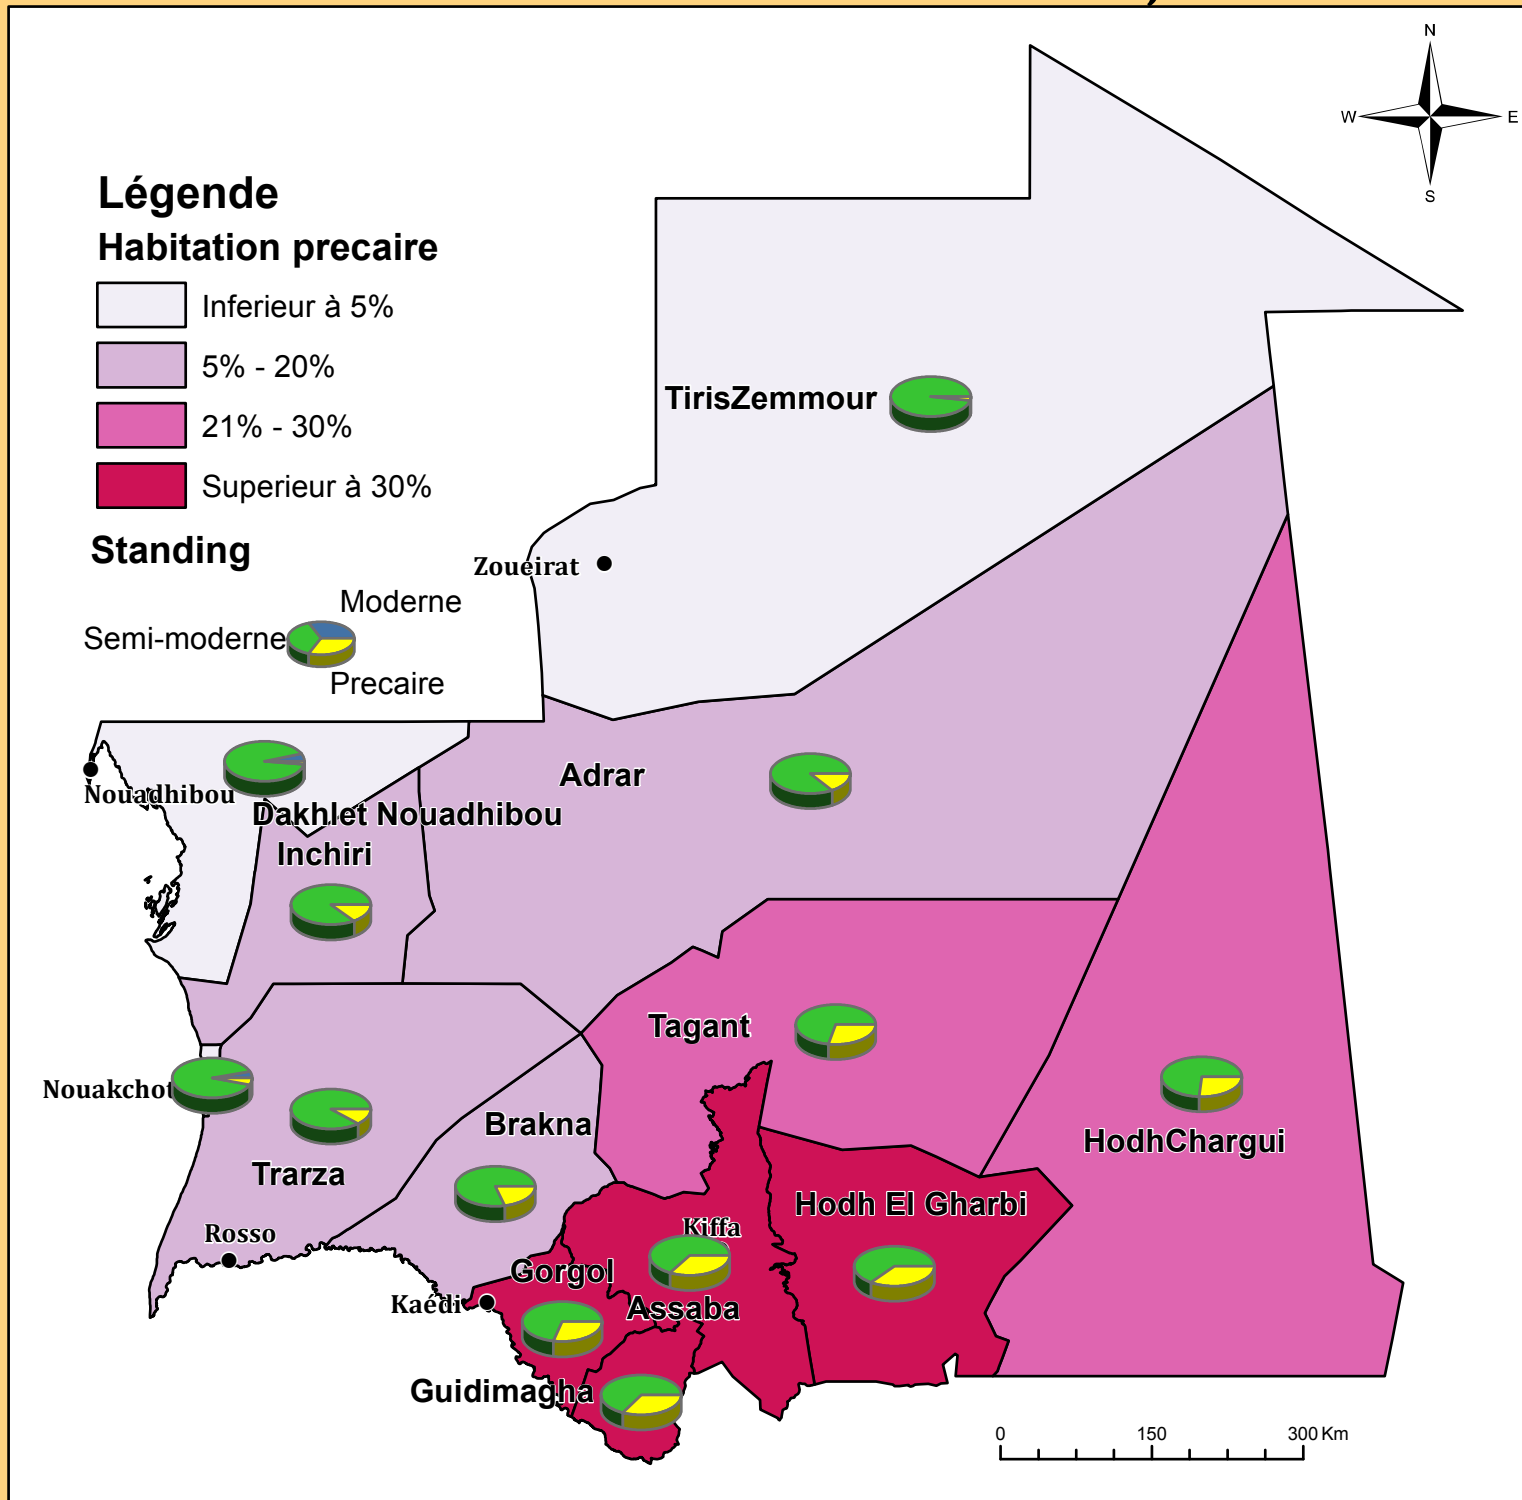 N
W E
S
Légende
Habitation precaire
Inferieur à 5%
5% - 20%
21% - 30%
Superieur à 30%
Standing
Moderne
Semi-moderne
Precaire
TirisZemmour
Zoueirat
Nouadhibou
Dakhlet Nouadhibou
Adrar
Inchiri
Tagant
Nouakchot
Brakna
HodhChargui
Trarza
Hodh El Gharbi
Rosso
Kiffa
Gorgol
Kaédi
Assaba
Guidimagha
0 150 300 Km